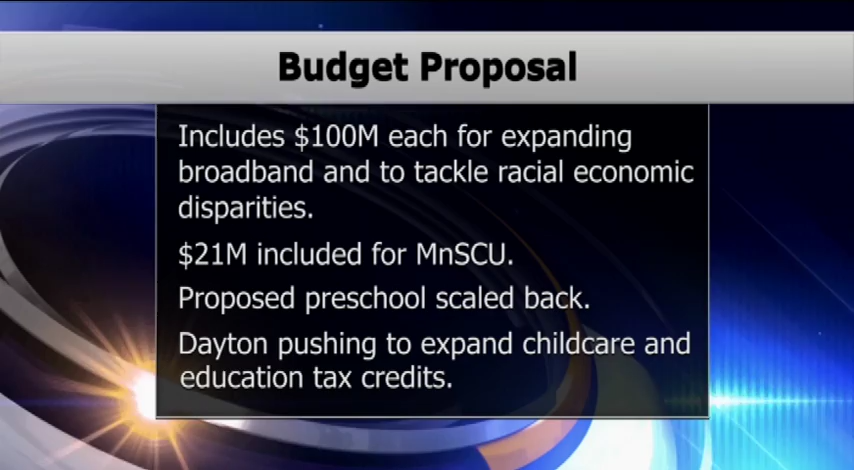 Budget Proposal
Includes $100M each for expanding
broadband and to tackle racial economic
disparities.
$21M included for MnSCU.
Proposed preschool scaled back.
Dayton pushing to expand childcare and
education tax credits.